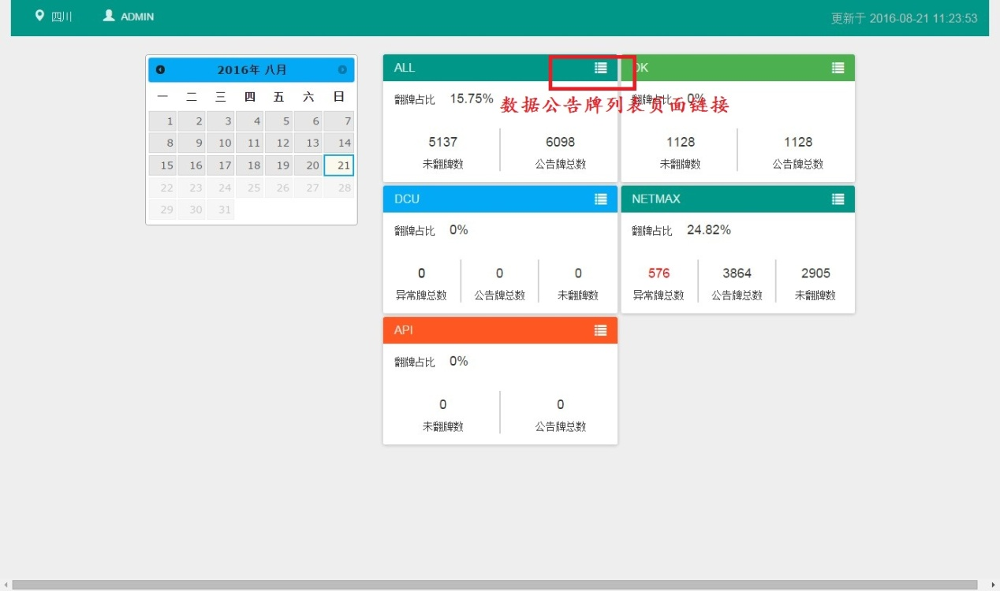 四川 ADMIN 更新于 2016-08-21 11:23:53
2016年 八月
一 二 三 四 五 六 日
1 2 3 4 5 6 7
8 9 10 11 12 13 14
15 16 17 18 19 20 21
22 23 24 25 26 27 28
29 30 31
ALL
翻牌占比 15.75%
5137 6098
未翻牌数 公告牌总数
数据公告牌列表页面链接
OK
翻牌占比 0%
1128 1128
未翻牌数 公告牌总数
DCU
翻牌占比 0%
0 0 0
异常牌总数 公告牌总数 未翻牌数
NETMAX
翻牌占比 24.82%
576 3864 2905
异常牌总数 公告牌总数 未翻牌数
API
翻牌占比 0%
0 0
未翻牌数 公告牌总数